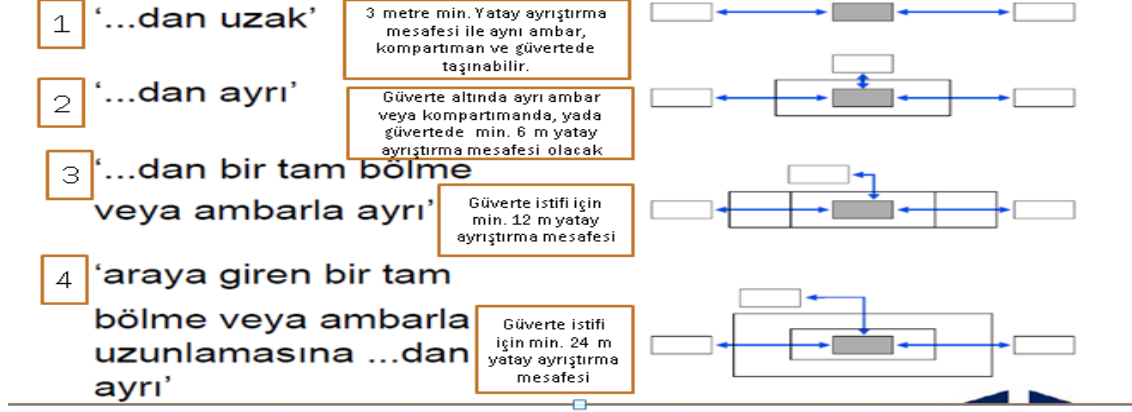 1
‘...dan uzak’
3 metre min. Yatay ayrıştırma
mesafesi ile aynı ambar,
kompartıman ve güvertede
taşınabilir.
2
‘...dan ayrı’
Güverte altında ayrı ambar
veya kompartımanda, yada
güvertede min. 6 m yatay
ayrıştırma mesafesi olacak
3
‘...dan bir tam bölme
veya ambarla ayrı’
Güverte istifi için
min. 12 m yatay
ayrıştırma mesafesi
4
‘araya giren bir tam
bölme veya ambarla
uzunlamasına ...dan
ayrı’
Güverte istifi
için min. 24 m
yatay ayrıştırma
mesafesi